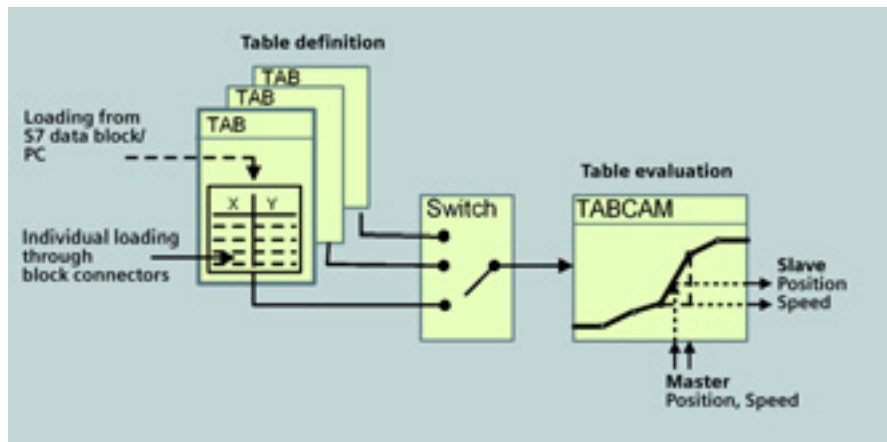 Table definition
TAB
TAB
TAB
Loading from
S7 data block/
PC
X Y
Individual loading
through
block connectors
Switch
Table evaluation
TABCAM
Slave
Position
Speed
Master
Position, Speed